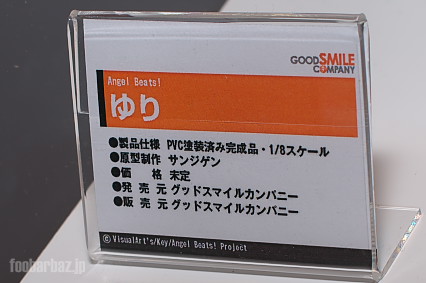 GOODSMILE
COMPANY
Angel Beats!
ゆり
●製品仕様 PVC塗装済み完成品・1/8スケール
●原型制作 サンジゲン
●価　　格 未定
●発 売 元 グッドスマイルカンパニー
●販 売 元 グッドスマイルカンパニー
© VisualArt's/Key/Angel Beats! Project
foobarbaz.jp